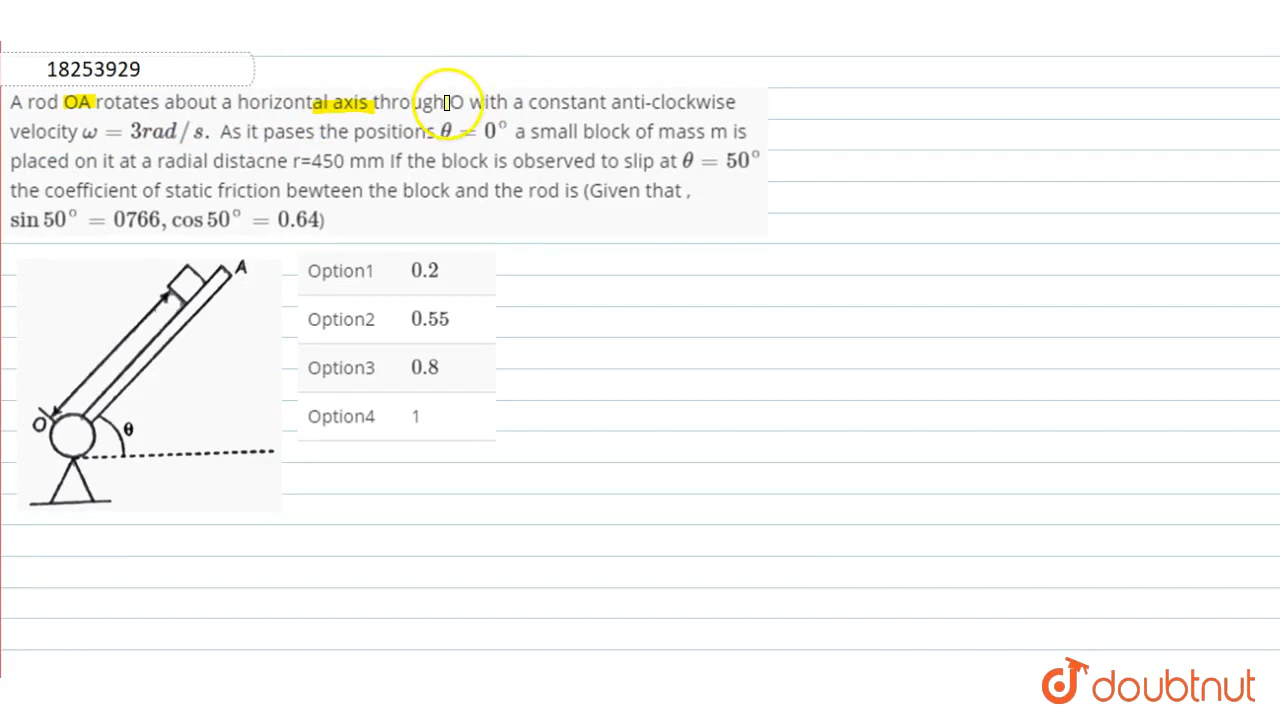 18253929
A rod OA rotates about a horizontal axis through O with a constant anti-clockwise
velocity ω = 3rad/s. As it pases the positions θ = 0° a small block of mass m is
placed on it at a radial distacne r=450 mm If the block is observed to slip at θ = 50°
the coefficient of static friction bewteen the block and the rod is (Given that ,
sin 50° = 0766, cos 50° = 0.64)
A
O
θ
Option1 0.2
Option2 0.55
Option3 0.8
Option4 1
doubtnut